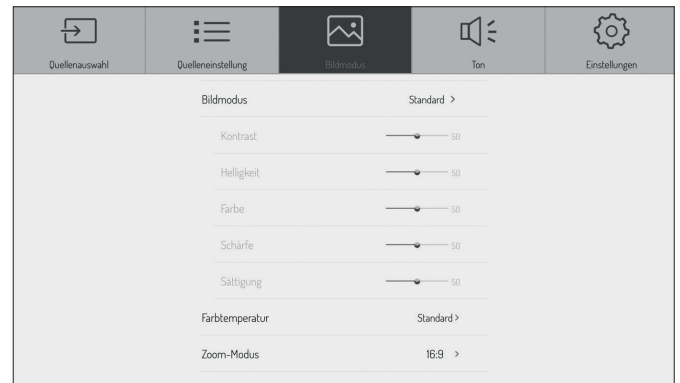 Quellenauswahl Quelleneinstellung Bildmodus Ton Einstellungen
Bildmodus Standard >
Kontrast 50
Helligkeit 50
Farbe 50
Schärfe 50
Sättigung 50
Farbtemperatur Standard >
Zoom-Modus 16:9 >